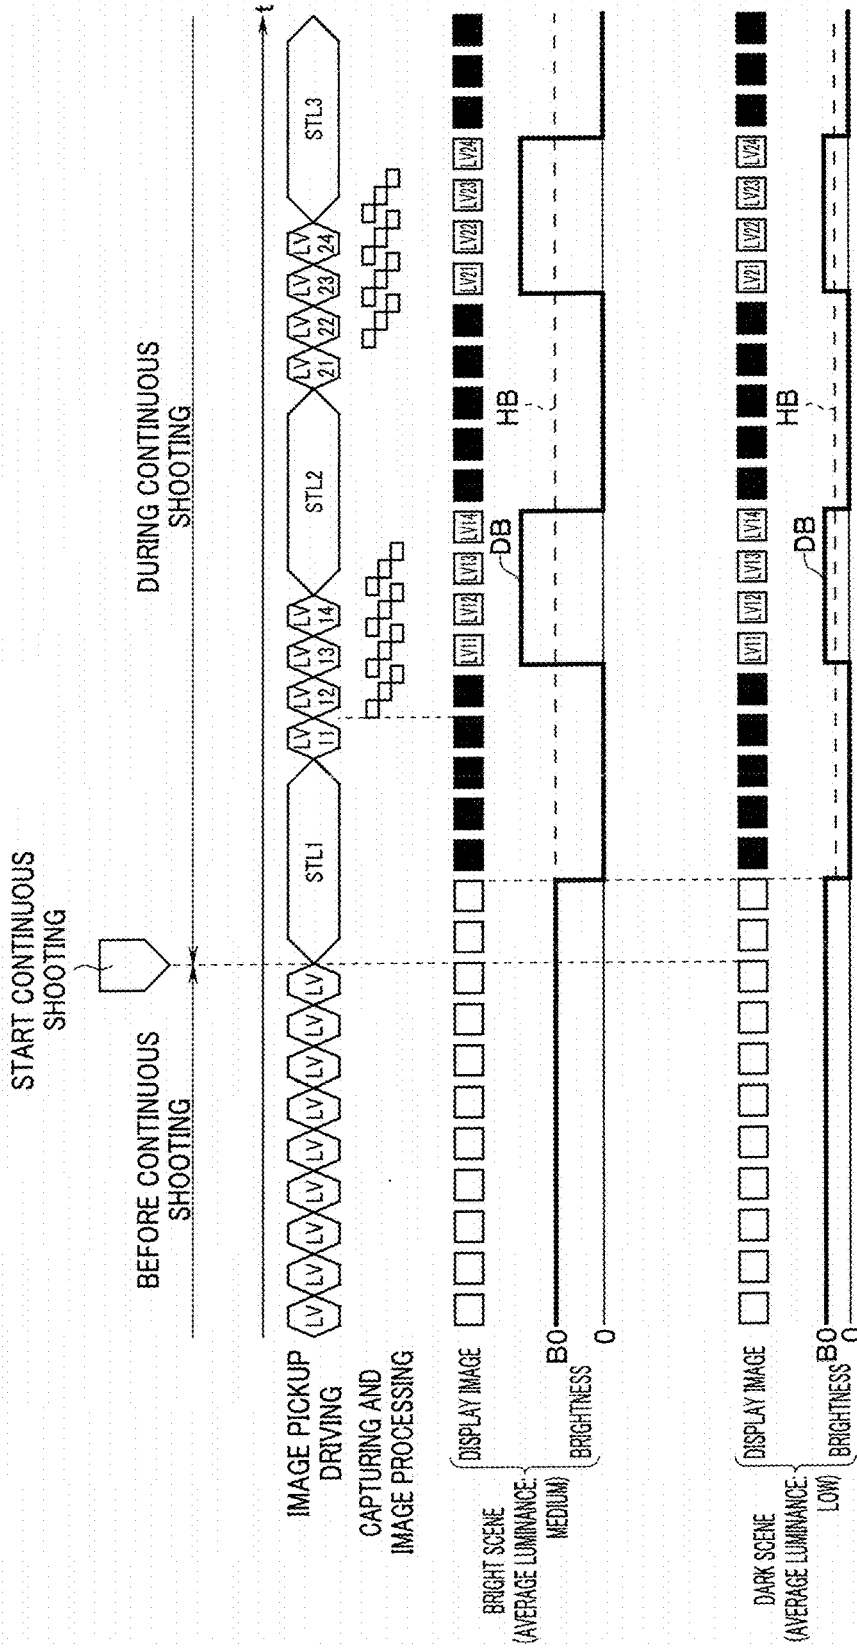 START CONTINUOUS
SHOOTING
BEFORE CONTINUOUS
SHOOTING
DURING CONTINUOUS
SHOOTING
t
IMAGE PICKUP
DRIVING
LV LV LV LV LV LV LV LV LV
STL1
LV 11
LV 12
LV 13
LV 14
STL2
LV 21
LV 22
LV 23
LV 24
STL3
CAPTURING AND
IMAGE PROCESSING
BRIGHT SCENE
(AVERAGE LUMINANCE:
MEDIUM)
DISPLAY IMAGE
LV11 LV12 LV13 LV14 LV21 LV22 LV23 LV24
BRIGHTNESS
B0
0
DB
HB
DARK SCENE
(AVERAGE LUMINANCE:
LOW)
DISPLAY IMAGE
LV11 LV12 LV13 LV14 LV21 LV22 LV23 LV24
BRIGHTNESS
B0
0
DB
HB